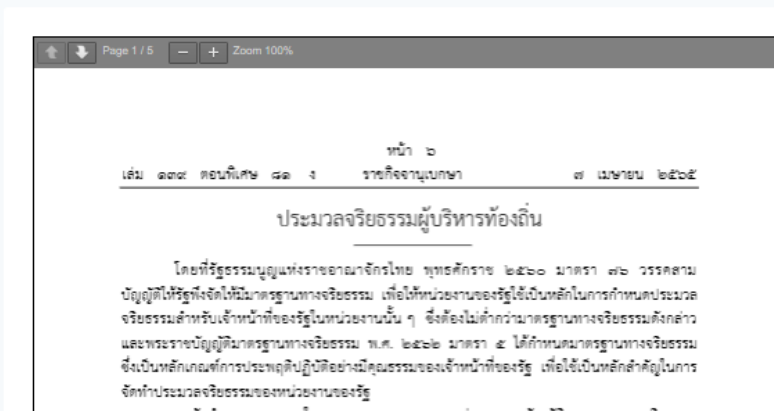 Page 1 / 5 Zoom 100%
หน้า ๖
เล่ม ๑๓๙ ตอนพิเศษ ๘๑ ง ราชกิจจานุเบกษา ๗ เมษายน ๒๕๖๕
ประมวลจริยธรรมผู้บริหารท้องถิ่น
โดยที่รัฐธรรมนูญแห่งราชอาณาจักรไทย พุทธศักราช ๒๕๖๐ มาตรา ๗๖ วรรคสาม
บัญญัติให้รัฐพึงจัดให้มีมาตรฐานทางจริยธรรม เพื่อให้หน่วยงานของรัฐใช้เป็นหลักในการกำหนดประมวล
จริยธรรมสำหรับเจ้าหน้าที่ของรัฐในหน่วยงานนั้น ๆ ซึ่งต้องไม่ต่ำกว่ามาตรฐานทางจริยธรรมดังกล่าว
และพระราชบัญญัติมาตรฐานทางจริยธรรม พ.ศ. ๒๕๖๒ มาตรา ๕ ได้กำหนดมาตรฐานทางจริยธรรม
ซึ่งเป็นหลักเกณฑ์การประพฤติปฏิบัติอย่างมีคุณธรรมของเจ้าหน้าที่ของรัฐ เพื่อใช้เป็นหลักสำคัญในการ
จัดทำประมวลจริยธรรมของหน่วยงานของรัฐ